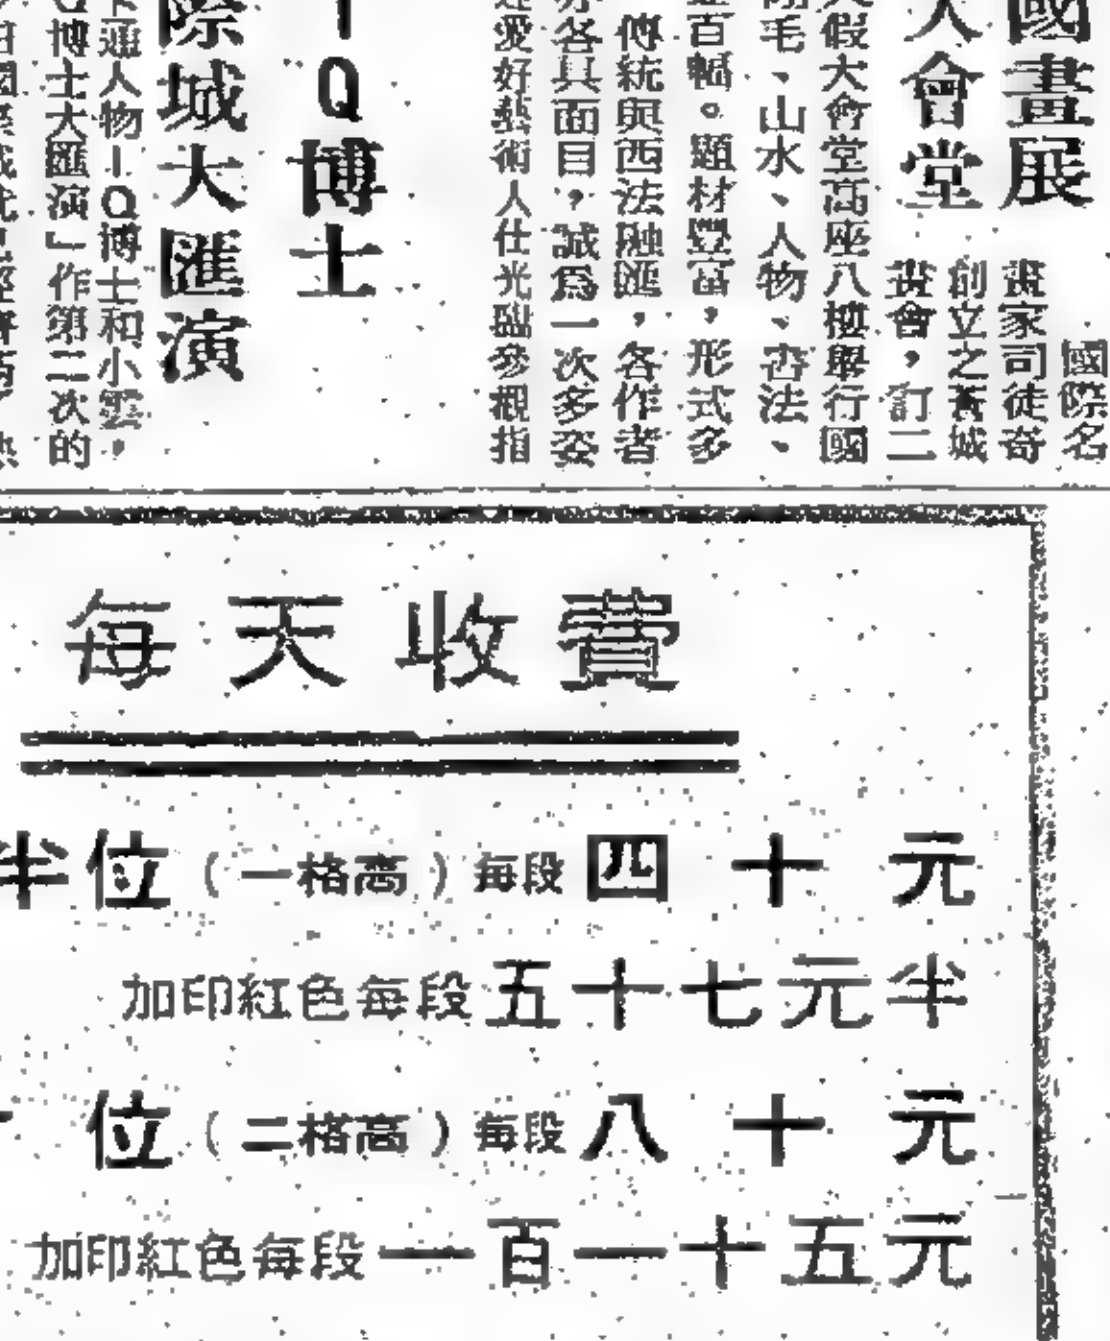 國畫展
人會堂
國際名
畫家司徒奇
創立之蒼城
畫會，訂二
假大會堂高座八樓舉行國
毛、山水、人物、書法、
百幅。題材豐富，形式多
傳統與西法融匯，各作者
各具面目，誠為一次多姿
愛好藝術人仕光臨參觀指
IQ博士
際城大匯演
通人物IQ博士和小雲，
博士大匯演」作第二次的
每天收費
半位（一格高）每段四十元
加印紅色每段五十七元半
位（二格高）每段八十元
加印紅色每段一百一十五元